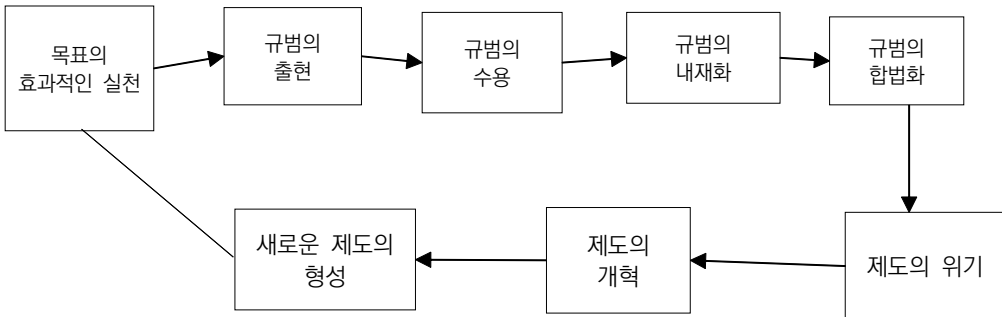 목표의
효과적인 실천
규범의
출현
규범의
수용
규범의
내재화
규범의
합법화
제도의 위기
제도의
개혁
새로운 제도의
형성